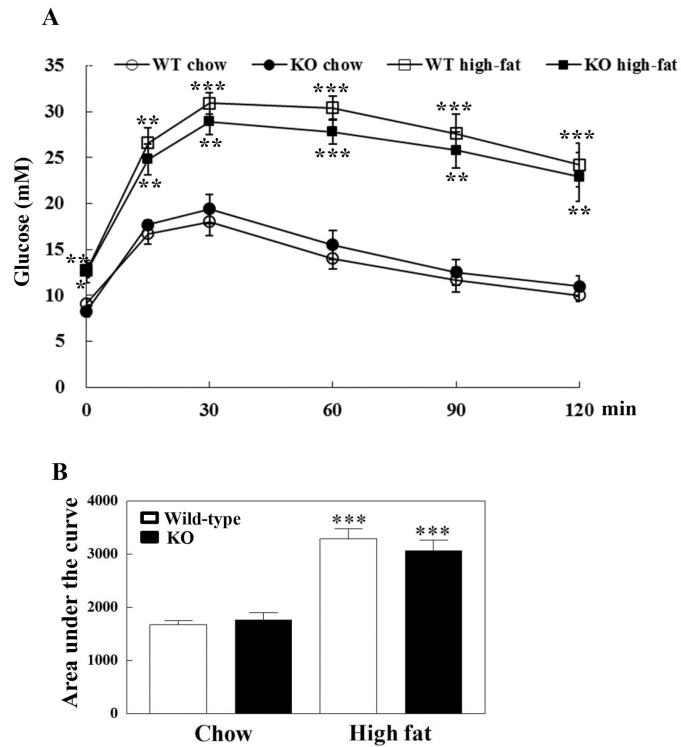 A
WT chow KO chow WT high-fat KO high-fat
35
30
25
20
15
10
5
0
Glucose (mM)
** *** *** *** ***
** ** *** ** **
**
*
0 30 60 90 120 min
B
Wild-type
KO
4000
3000
2000
1000
0
Area under the curve
*** ***
Chow High fat